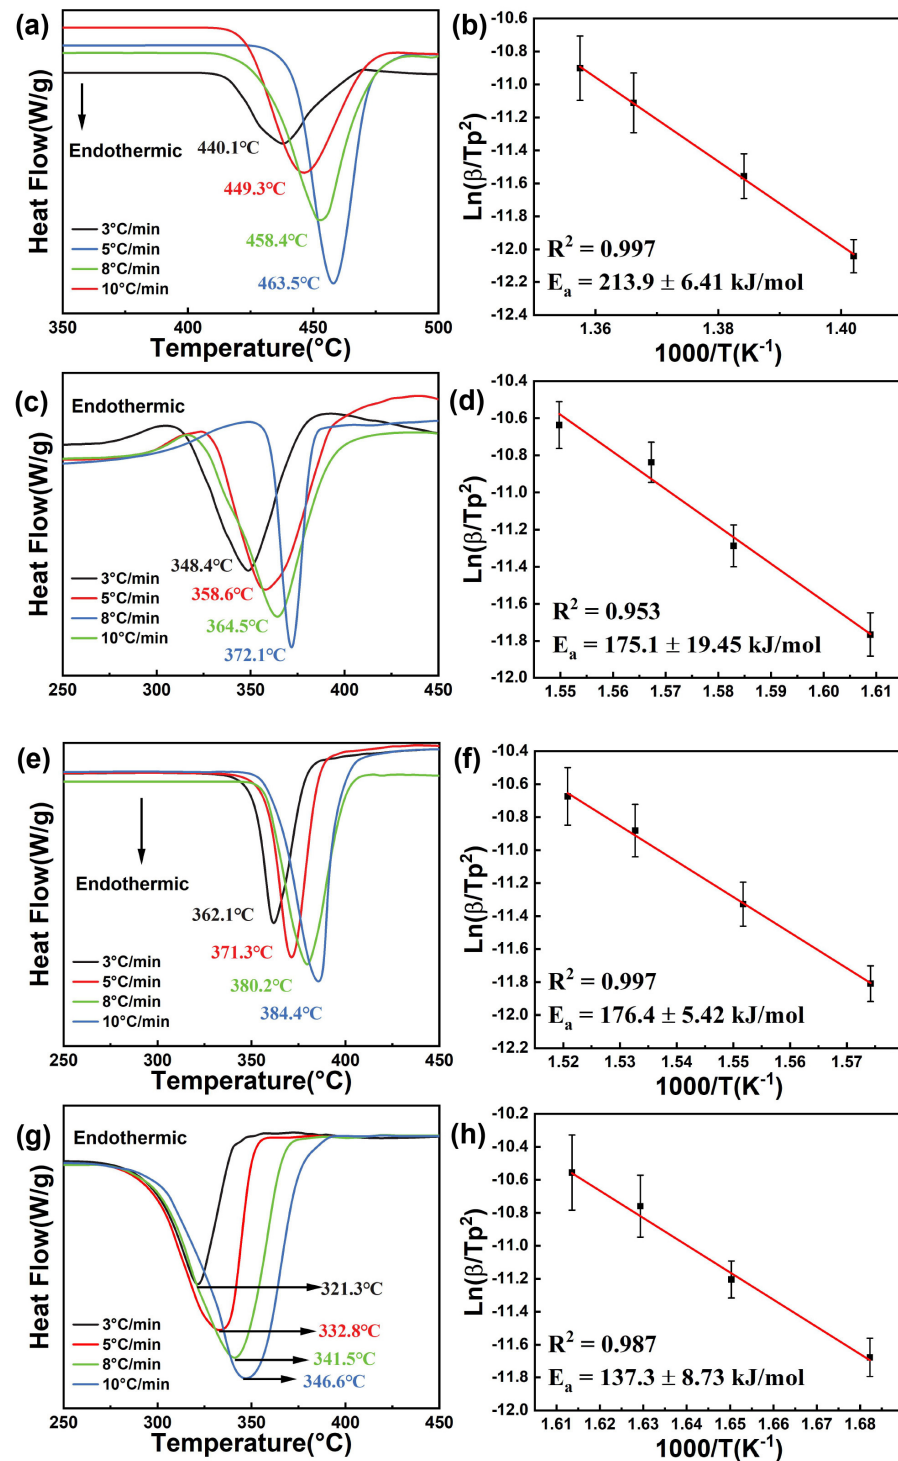 (a)
Heat Flow(W/g)
Endothermic
440.1°C
449.3°C
458.4°C
463.5°C
3°C/min
5°C/min
8°C/min
10°C/min
350 400 450 500
Temperature(°C)
(b)
Ln(β/Tp²)
-10.6
-10.8
-11.0
-11.2
-11.4
-11.6
-11.8
-12.0
-12.2
-12.4
R² = 0.997
Eₐ = 213.9 ± 6.41 kJ/mol
1.36 1.38 1.40
1000/T(K⁻¹)
(c)
Heat Flow(W/g)
Endothermic
348.4°C
358.6°C
364.5°C
372.1°C
3°C/min
5°C/min
8°C/min
10°C/min
250 300 350 400 450
Temperature(°C)
(d)
Ln(β/Tp²)
-10.4
-10.6
-10.8
-11.0
-11.2
-11.4
-11.6
-11.8
-12.0
R² = 0.953
Eₐ = 175.1 ± 19.45 kJ/mol
1.55 1.56 1.57 1.58 1.59 1.60 1.61
1000/T(K⁻¹)
(e)
Heat Flow(W/g)
Endothermic
362.1°C
371.3°C
380.2°C
384.4°C
3°C/min
5°C/min
8°C/min
10°C/min
250 300 350 400 450
Temperature(°C)
(f)
Ln(β/Tp²)
-10.4
-10.6
-10.8
-11.0
-11.2
-11.4
-11.6
-11.8
-12.0
-12.2
R² = 0.997
Eₐ = 176.4 ± 5.42 kJ/mol
1.52 1.53 1.54 1.55 1.56 1.57
1000/T(K⁻¹)
(g)
Heat Flow(W/g)
Endothermic
321.3°C
332.8°C
341.5°C
346.6°C
3°C/min
5°C/min
8°C/min
10°C/min
250 300 350 400 450
Temperature(°C)
(h)
Ln(β/Tp²)
-10.2
-10.4
-10.6
-10.8
-11.0
-11.2
-11.4
-11.6
-11.8
-12.0
R² = 0.987
Eₐ = 137.3 ± 8.73 kJ/mol
1.61 1.62 1.63 1.64 1.65 1.66 1.67 1.68
1000/T(K⁻¹)